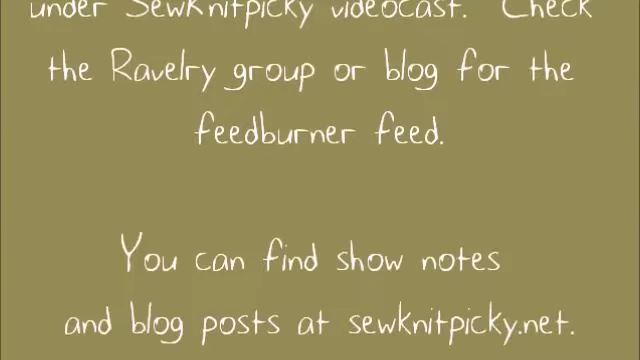 under SewKnitpicky videocast. Check
the Ravelry group or blog for the
feedburner feed.
You can find show notes
and blog posts at sewknitpicky.net.